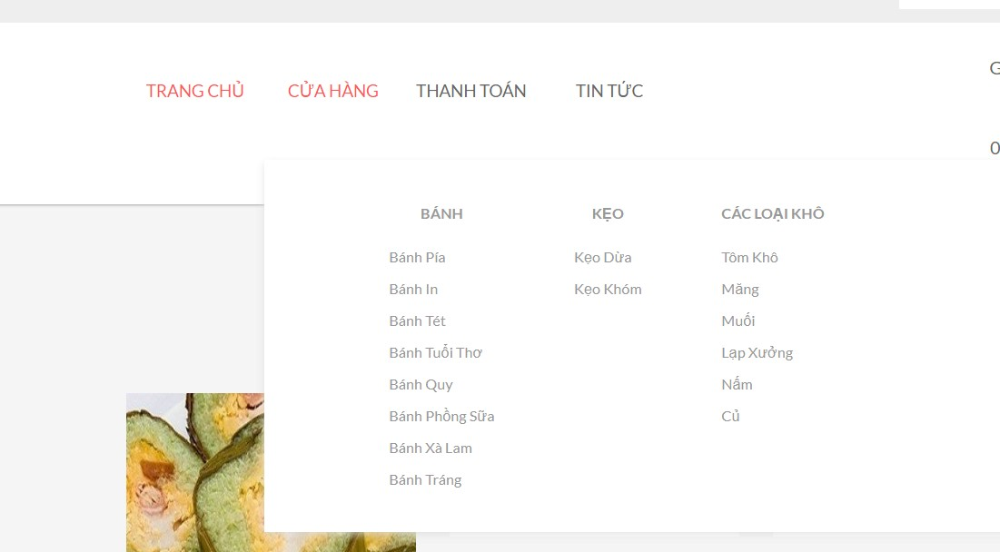 TRANG CHỦ
CỬA HÀNG
THANH TOÁN
TIN TỨC
BÁNH
Bánh Pía
Bánh In
Bánh Tét
Bánh Tuổi Thơ
Bánh Quy
Bánh Phồng Sữa
Bánh Xà Lam
Bánh Tráng
KẸO
Kẹo Dừa
Kẹo Khóm
CÁC LOẠI KHÔ
Tôm Khô
Măng
Muối
Lạp Xưởng
Nấm
Củ